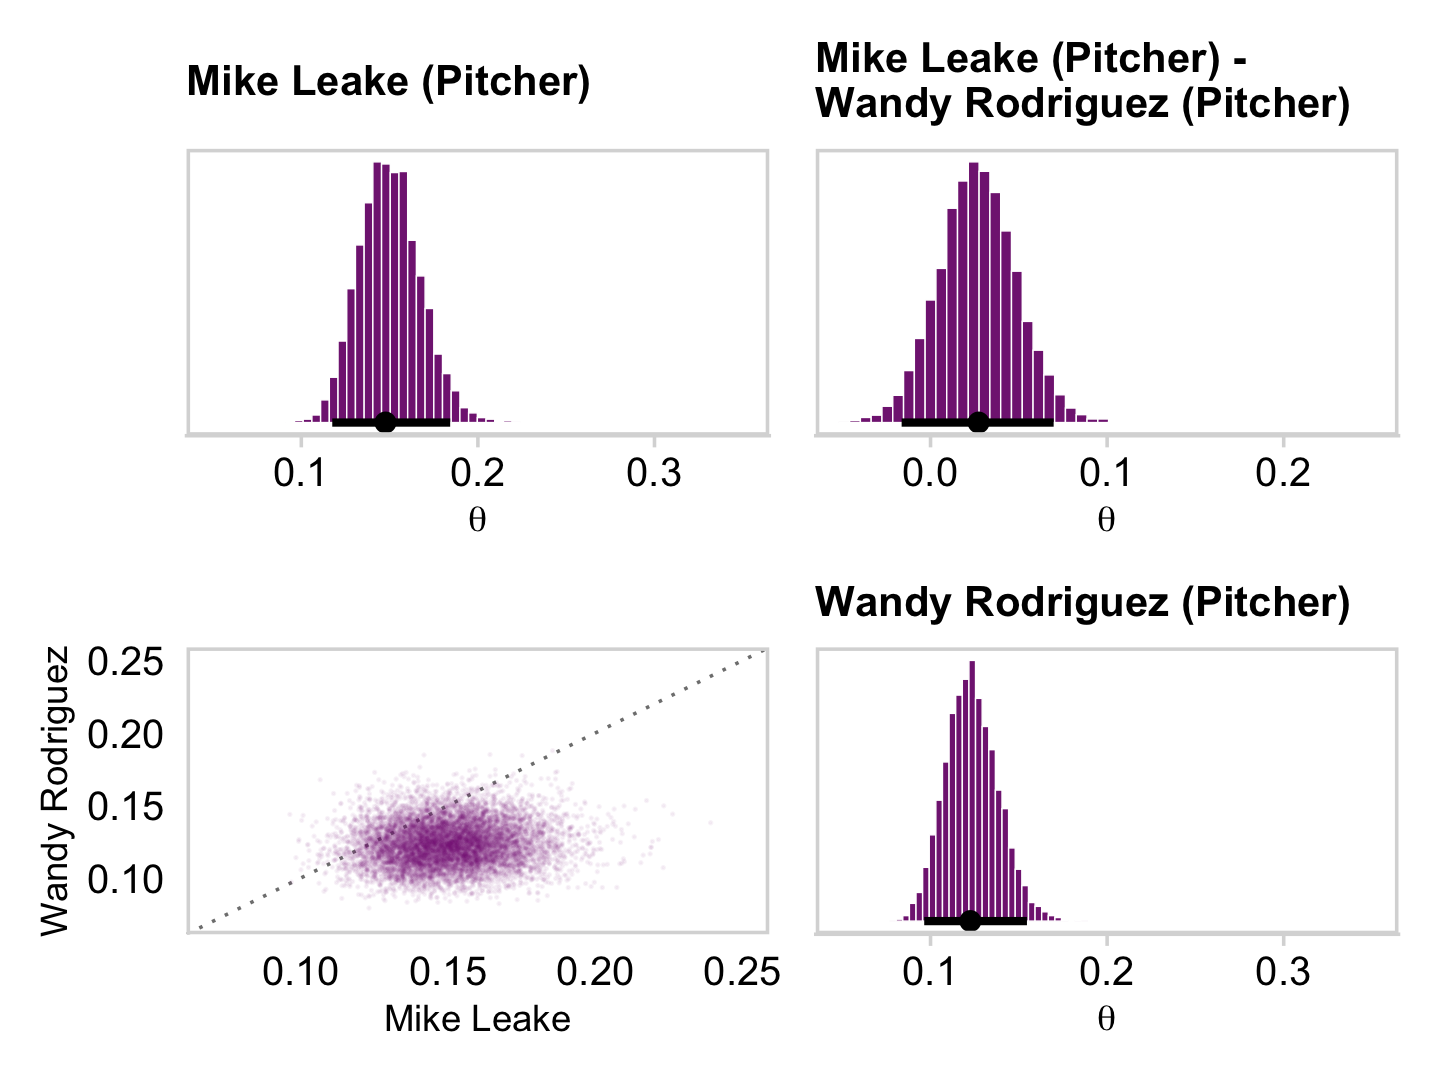 Mike Leake (Pitcher)
0.1 0.2 0.3
θ
Mike Leake (Pitcher) -
Wandy Rodriguez (Pitcher)
0.0 0.1 0.2
θ
Wandy Rodriguez
0.25
0.20
0.15
0.10
0.10 0.15 0.20 0.25
Mike Leake
Wandy Rodriguez (Pitcher)
0.1 0.2 0.3
θ